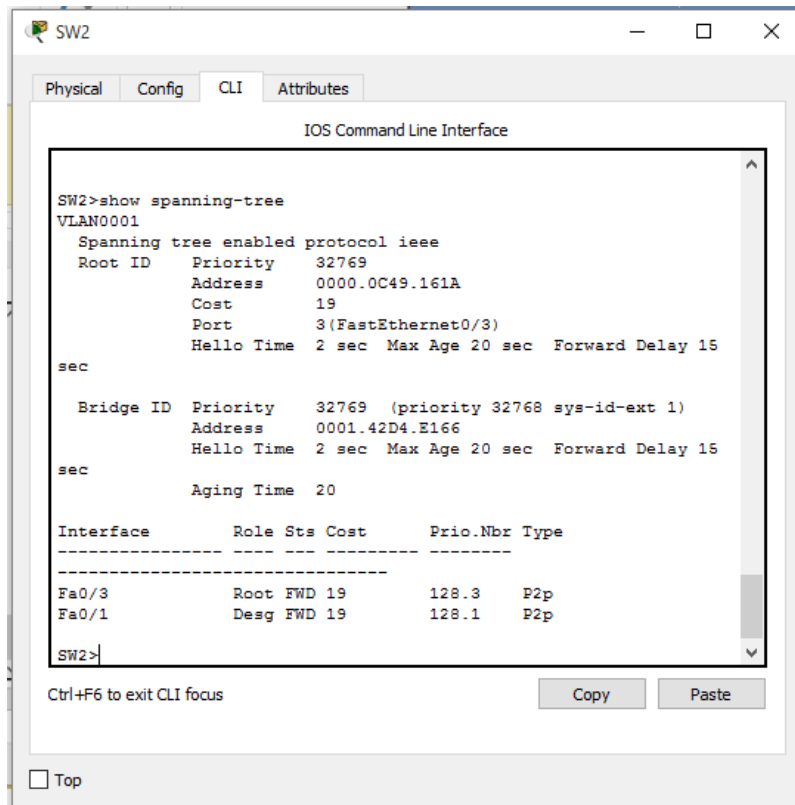 SW2
Physical Config CLI Attributes
IOS Command Line Interface
SW2>show spanning-tree
VLAN0001
  Spanning tree enabled protocol ieee
  Root ID    Priority    32769
             Address     0000.0C49.161A
             Cost        19
             Port        3(FastEthernet0/3)
             Hello Time  2 sec  Max Age 20 sec  Forward Delay 15
sec
  Bridge ID  Priority    32769  (priority 32768 sys-id-ext 1)
             Address     0001.42D4.E166
             Hello Time  2 sec  Max Age 20 sec  Forward Delay 15
sec
             Aging Time  20
Interface        Role Sts Cost      Prio.Nbr Type
---------------- ---- --- --------- --------
--------------------------------
Fa0/3            Root FWD 19        128.3    P2p
Fa0/1            Desg FWD 19        128.1    P2p
SW2>
Ctrl+F6 to exit CLI focus
Copy Paste
Top